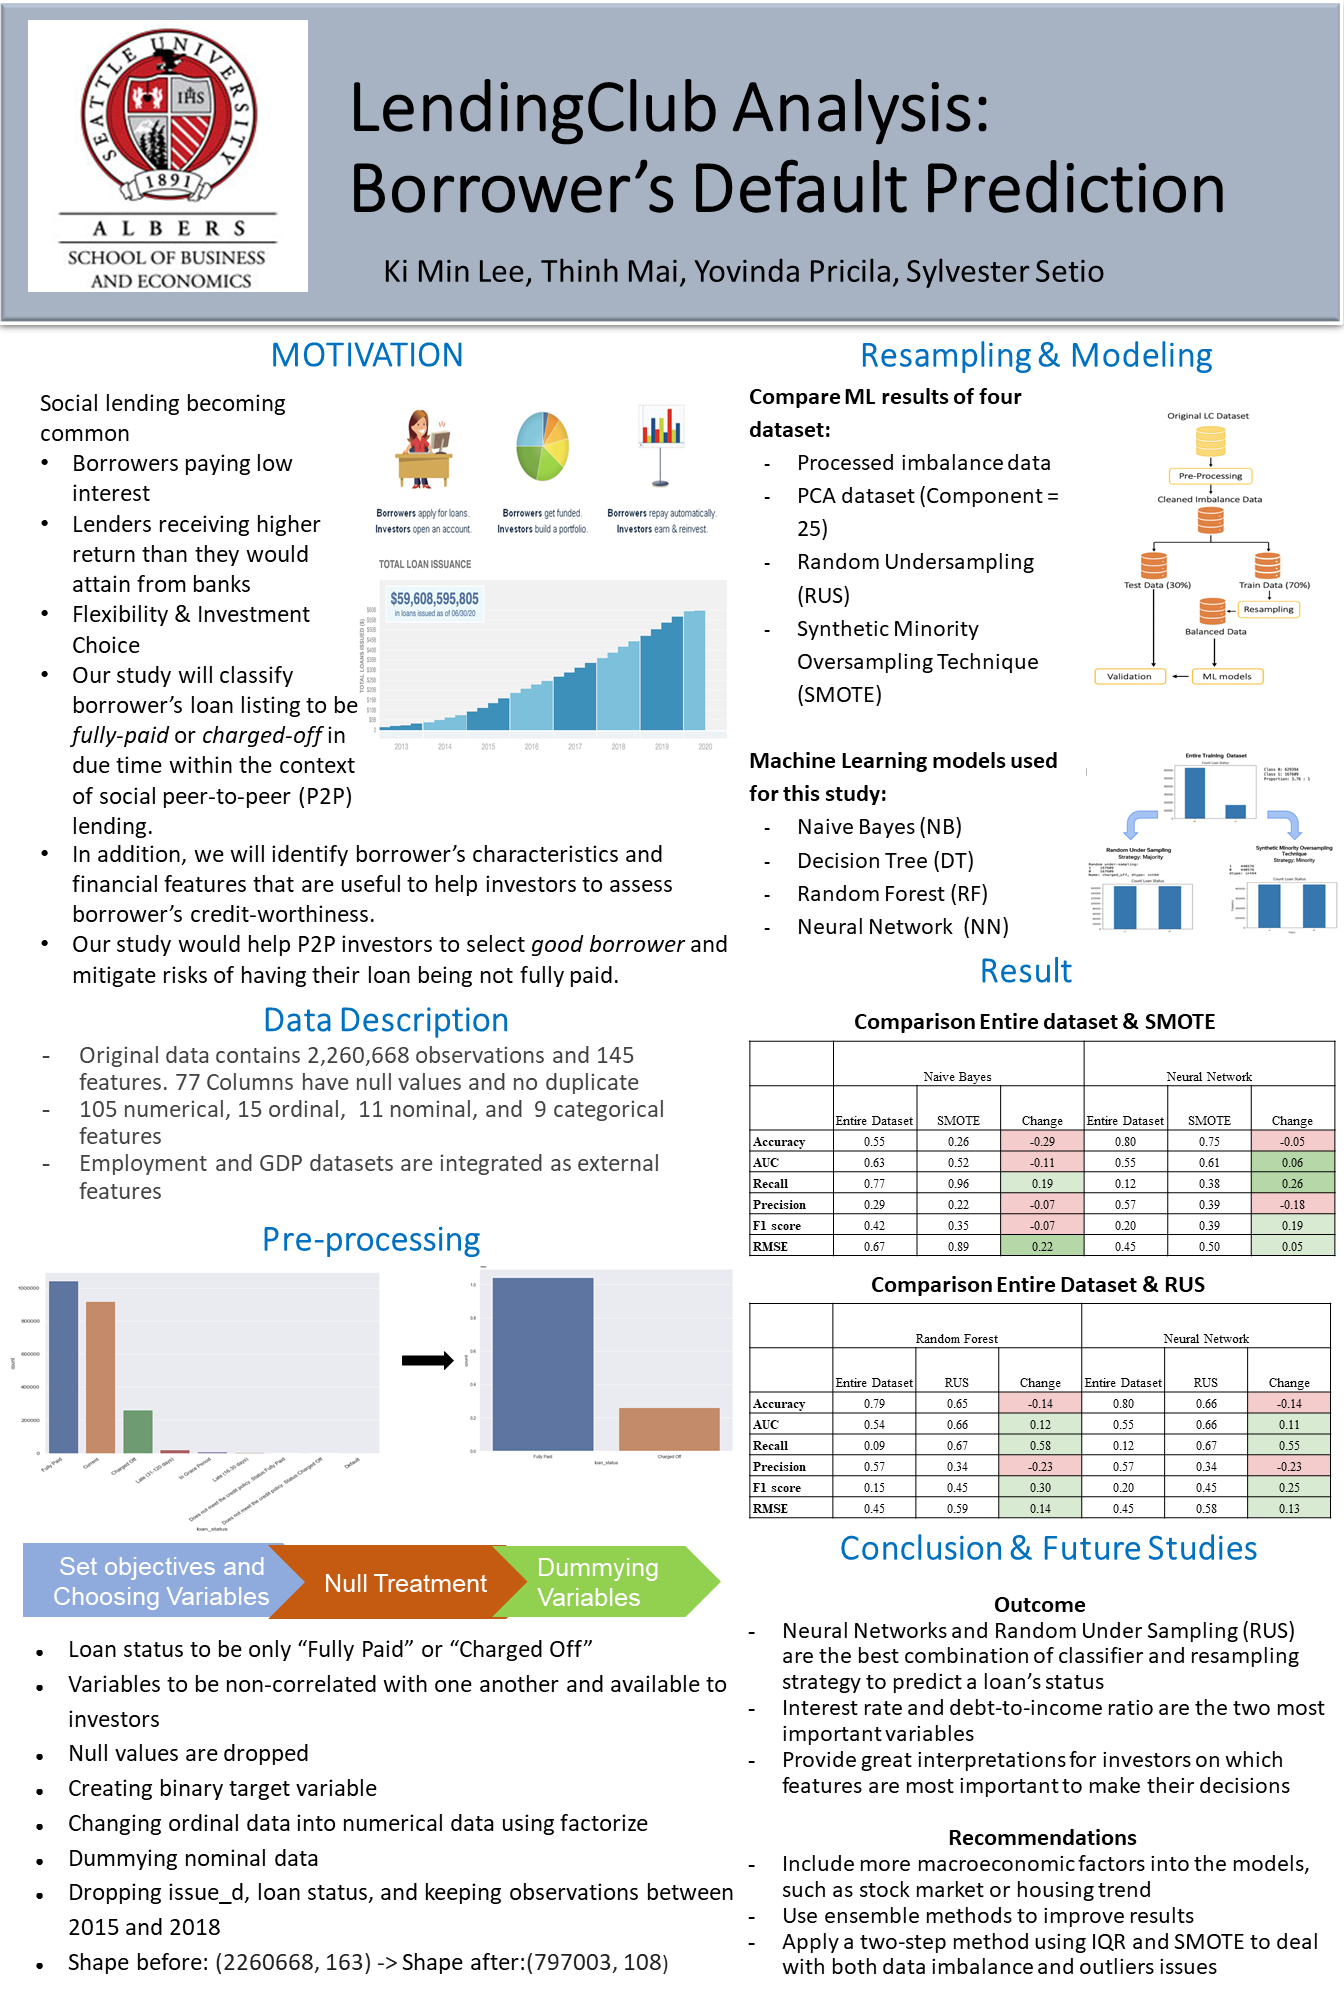 SEATTLE UNIVERSITY
IHS
1891
ALBERS
SCHOOL OF BUSINESS
AND ECONOMICS
LendingClub Analysis:
Borrower’s Default Prediction
Ki Min Lee, Thinh Mai, Yovinda Pricila, Sylvester Setio
MOTIVATION
Social lending becoming
common
• Borrowers paying low
interest
• Lenders receiving higher
return than they would
attain from banks
• Flexibility & Investment
Choice
• Our study will classify
borrower’s loan listing to be
fully-paid or charged-off in
due time within the context
of social peer-to-peer (P2P)
lending.
• In addition, we will identify borrower’s characteristics and
financial features that are useful to help investors to assess
borrower’s credit-worthiness.
• Our study would help P2P investors to select good borrower and
mitigate risks of having their loan being not fully paid.
Borrowers apply for loans.
Investors open an account.
Borrowers get funded.
Investors build a portfolio.
Borrowers repay automatically.
Investors earn & reinvest.
TOTAL LOAN ISSUANCE
$59,608,595,805
in loans issued as of 06/30/20
TOTAL LOANS ISSUED ($)
2013 2014 2015 2016 2017 2018 2019 2020
Data Description
- Original data contains 2,260,668 observations and 145
features. 77 Columns have null values and no duplicate
- 105 numerical, 15 ordinal, 11 nominal, and 9 categorical
features
- Employment and GDP datasets are integrated as external
features
Pre-processing
1000000
800000
600000
400000
200000
0
count
Fully Paid
Current
Charged Off
Late (31-120 days)
In Grace Period
Late (16-30 days)
Does not meet the credit policy. Status:Fully Paid
Does not meet the credit policy. Status:Charged Off
Default
loan_status
1.0
0.8
0.6
0.4
0.2
0.0
count
Fully Paid Charged Off
loan_status
Set objectives and
Choosing Variables
Null Treatment
Dummying
Variables
• Loan status to be only “Fully Paid” or “Charged Off”
• Variables to be non-correlated with one another and available to
investors
• Null values are dropped
• Creating binary target variable
• Changing ordinal data into numerical data using factorize
• Dummying nominal data
• Dropping issue_d, loan status, and keeping observations between
2015 and 2018
• Shape before: (2260668, 163) -> Shape after:(797003, 108)
Resampling & Modeling
Compare ML results of four
dataset:
- Processed imbalance data
- PCA dataset (Component =
25)
- Random Undersampling
(RUS)
- Synthetic Minority
Oversampling Technique
(SMOTE)
Original LC Dataset
Pre-Processing
Cleaned Imbalance Data
Test Data (30%) Train Data (70%)
Resampling
Balanced Data
Validation ML models
Machine Learning models used
for this study:
- Naive Bayes (NB)
- Decision Tree (DT)
- Random Forest (RF)
- Neural Network (NN)
Entire Training Dataset
Count Loan Status
Class 0: 629394
Class 1: 167609
Proportion: 3.76 : 1
Random Under Sampling
Strategy: Majority
Random under-sampling:
Count Loan Status
Synthetic Minority Oversampling
Technique
Strategy: Minority
Count Loan Status
Result
Comparison Entire dataset & SMOTE
Naive Bayes Neural Network
Entire Dataset SMOTE Change Entire Dataset SMOTE Change
Accuracy 0.55 0.26 -0.29 0.80 0.75 -0.05
AUC 0.63 0.52 -0.11 0.55 0.61 0.06
Recall 0.77 0.96 0.19 0.12 0.38 0.26
Precision 0.29 0.22 -0.07 0.57 0.39 -0.18
F1 score 0.42 0.35 -0.07 0.20 0.39 0.19
RMSE 0.67 0.89 0.22 0.45 0.50 0.05
Comparison Entire Dataset & RUS
Random Forest Neural Network
Entire Dataset RUS Change Entire Dataset RUS Change
Accuracy 0.79 0.65 -0.14 0.80 0.66 -0.14
AUC 0.54 0.66 0.12 0.55 0.66 0.11
Recall 0.09 0.67 0.58 0.12 0.67 0.55
Precision 0.57 0.34 -0.23 0.57 0.34 -0.23
F1 score 0.15 0.45 0.30 0.20 0.45 0.25
RMSE 0.45 0.59 0.14 0.45 0.58 0.13
Conclusion & Future Studies
Outcome
- Neural Networks and Random Under Sampling (RUS)
are the best combination of classifier and resampling
strategy to predict a loan’s status
- Interest rate and debt-to-income ratio are the two most
important variables
- Provide great interpretations for investors on which
features are most important to make their decisions
Recommendations
- Include more macroeconomic factors into the models,
such as stock market or housing trend
- Use ensemble methods to improve results
- Apply a two-step method using IQR and SMOTE to deal
with both data imbalance and outliers issues